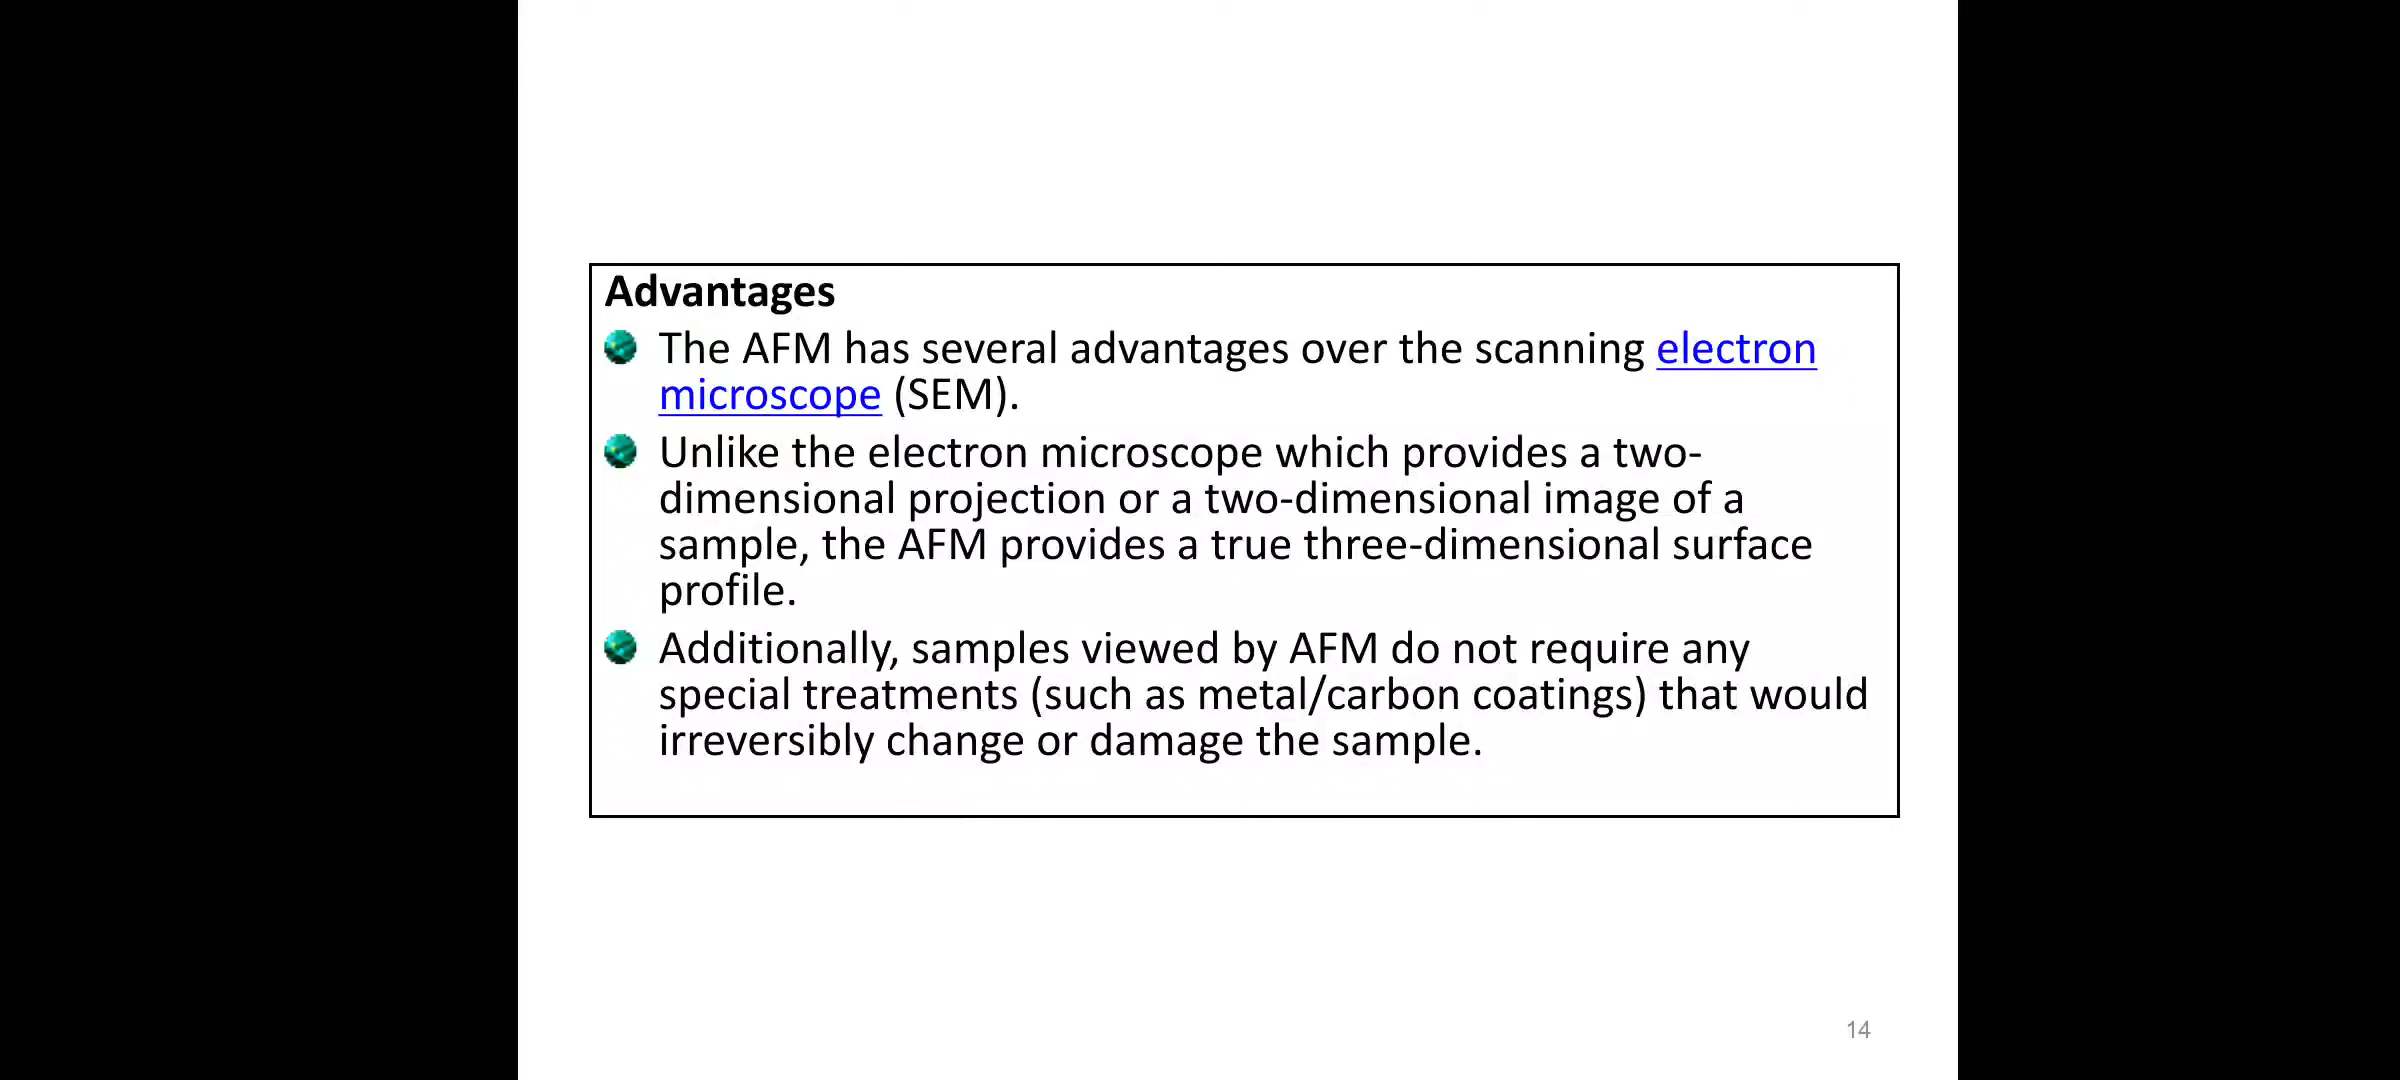 Advantages
The AFM has several advantages over the scanning electron
microscope (SEM).
Unlike the electron microscope which provides a two-
dimensional projection or a two-dimensional image of a
sample, the AFM provides a true three-dimensional surface
profile.
Additionally, samples viewed by AFM do not require any
special treatments (such as metal/carbon coatings) that would
irreversibly change or damage the sample.
14